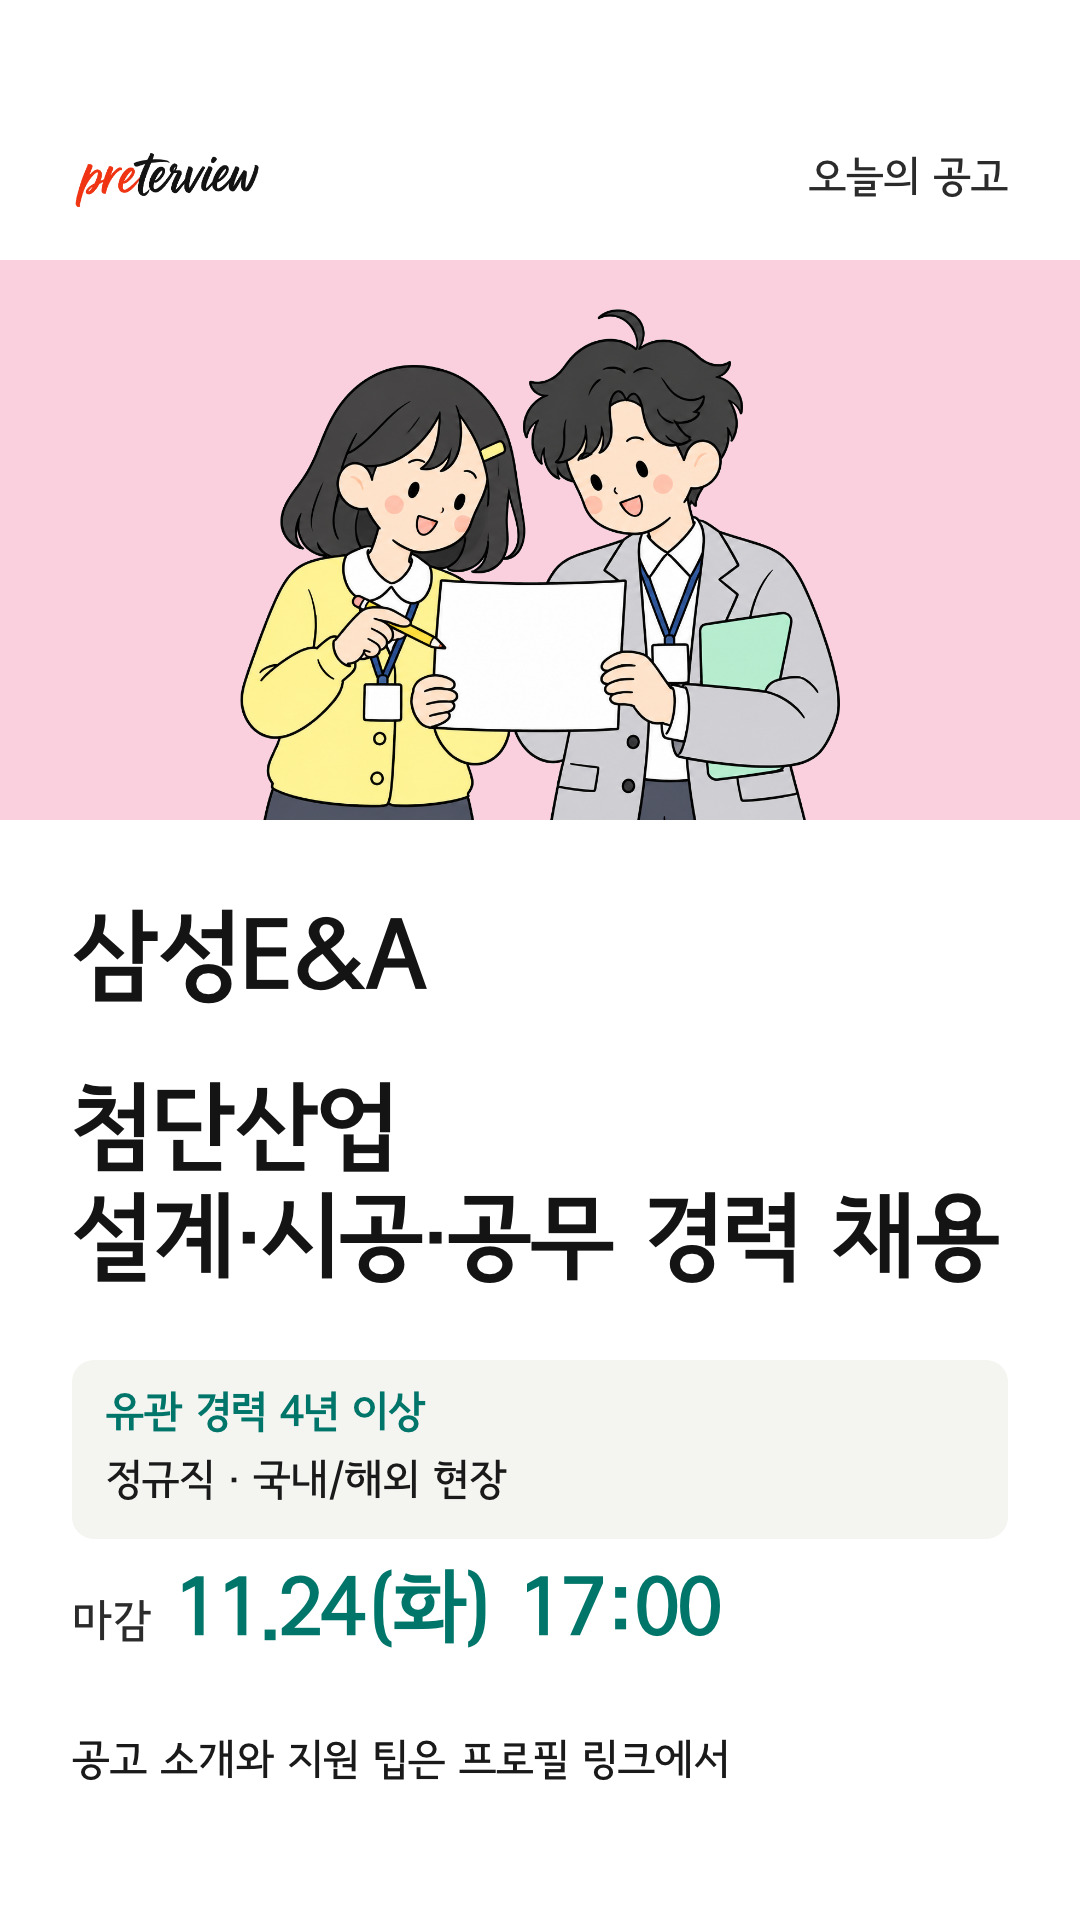 preterview
오늘의 공고
삼성E&A
첨단산업
설계·시공·공무 경력 채용
유관 경력 4년 이상
정규직 · 국내/해외 현장
마감 11.24(화) 17:00
공고 소개와 지원 팁은 프로필 링크에서